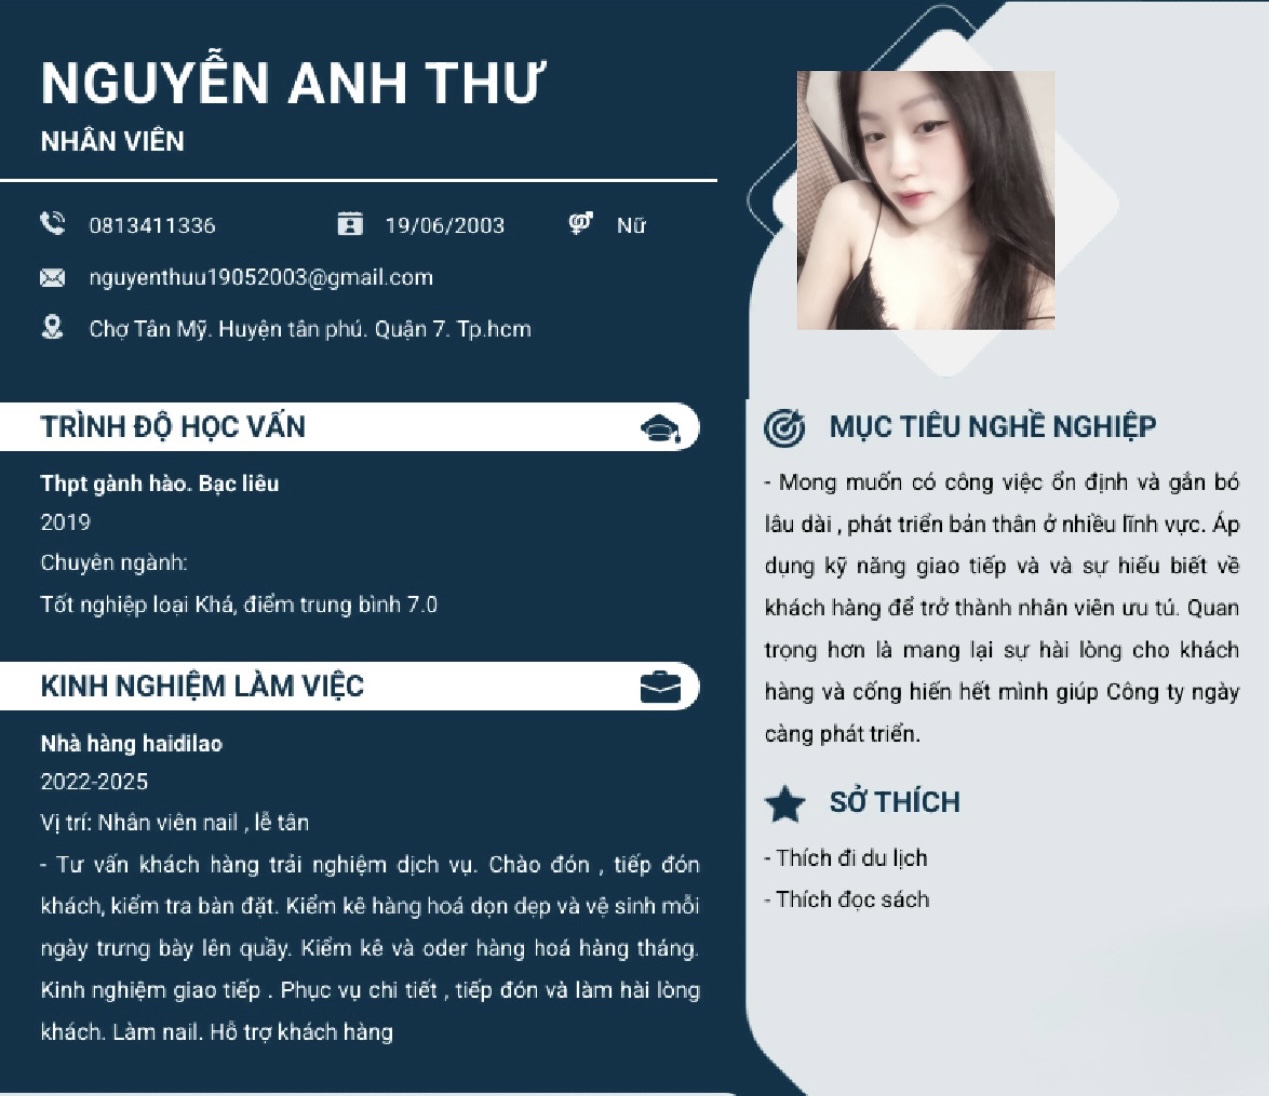 NGUYỄN ANH THƯ
NHÂN VIÊN
0813411336
19/06/2003
Nữ
nguyenthuu19052003@gmail.com
Chợ Tân Mỹ. Huyện tân phú. Quận 7. Tp.hcm
TRÌNH ĐỘ HỌC VẤN
Thpt gành hào. Bạc liêu
2019
Chuyên ngành:
Tốt nghiệp loại Khá, điểm trung bình 7.0
KINH NGHIỆM LÀM VIỆC
Nhà hàng haidilao
2022-2025
Vị trí: Nhân viên nail , lễ tân
- Tư vấn khách hàng trải nghiệm dịch vụ. Chào đón , tiếp đón
khách, kiểm tra bàn đặt. Kiểm kê hàng hoá dọn dẹp và vệ sinh mỗi
ngày trưng bày lên quầy. Kiểm kê và oder hàng hoá hàng tháng.
Kinh nghiệm giao tiếp . Phục vụ chi tiết , tiếp đón và làm hài lòng
khách. Làm nail. Hỗ trợ khách hàng
MỤC TIÊU NGHỀ NGHIỆP
- Mong muốn có công việc ổn định và gắn bó
lâu dài , phát triển bản thân ở nhiều lĩnh vực. Áp
dụng kỹ năng giao tiếp và và sự hiểu biết về
khách hàng để trở thành nhân viên ưu tú. Quan
trọng hơn là mang lại sự hài lòng cho khách
hàng và cống hiến hết mình giúp Công ty ngày
càng phát triển.
SỞ THÍCH
- Thích đi du lịch
- Thích đọc sách